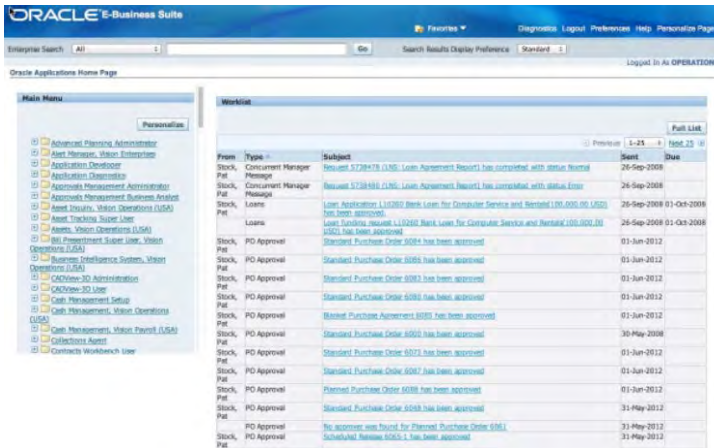 ORACLE E-Business Suite
Favorites Diagnostics Logout Preferences Help Personalize Page
Enterprise Search All Go Search Results Display Preference Standard
Logged In As OPERATION
Oracle Applications Home Page
Main Menu
Personalize
Advanced Planning Administrator
Alert Manager, Vision Enterprises
Application Developer
Application Diagnostics
Approvals Management Administrator
Approvals Management Business Analyst
Asset Inquiry, Vision Operations (USA)
Asset Tracking Super User
Assets, Vision Operations (USA)
Bill Presentment Super User, Vision
Operations (USA)
Business Intelligence System, Vision
Operations (USA)
CADView-3D Administration
CADView-3D User
Cash Management Setup
Cash Management, Vision Operations
(USA)
Cash Management, Vision Payroll (USA)
Collections Agent
Contracts Workbench User
Worklist
Full List
Previous 1-25 Next 25
From Type Subject Sent Due
Stock, Concurrent Manager Request (LNS: Loan Agreement Report) has completed with status Normal 26-Sep-2008
Pat Message
Stock, Concurrent Manager Request (LNS: Loan Agreement Report) has completed with status Error 26-Sep-2008
Pat Message
Stock, Loans Loan Application L10260 Bank Loan for Computer Service and Rentals(100,000.00 USD) 26-Sep-2008 01-Oct-2008
Pat has been approved
Loans Loan funding request L10260 Bank Loan for Computer Service and Rentals(100,000.00 26-Sep-2008 01-Oct-2008
USD) has been approved
Stock, PO Approval Standard Purchase Order 6084 has been approved 01-Jun-2012
Pat
Stock, PO Approval Standard Purchase Order 6086 has been approved 01-Jun-2012
Pat
Stock, PO Approval Standard Purchase Order 6083 has been approved 01-Jun-2012
Pat
Stock, PO Approval Standard Purchase Order has been approved 01-Jun-2012
Pat
Stock, PO Approval Blanket Purchase Agreement 6085 has been approved 01-Jun-2012
Pat
Stock, PO Approval Standard Purchase Order has been approved 30-May-2008
Pat
Stock, PO Approval Standard Purchase Order has been approved 01-Jun-2012
Pat
Stock, PO Approval Standard Purchase Order 6087 has been approved 01-Jun-2012
Pat
Stock, PO Approval Planned Purchase Order 6088 has been approved 01-Jun-2012
Pat
Stock, PO Approval Standard Purchase Order has been approved 31-May-2012
Pat
PO Approval No approver was found for Planned Purchase Order 6061 31-May-2012
Stock, PO Approval Scheduled Release 6065-1 has been approved 31-May-2012
Pat